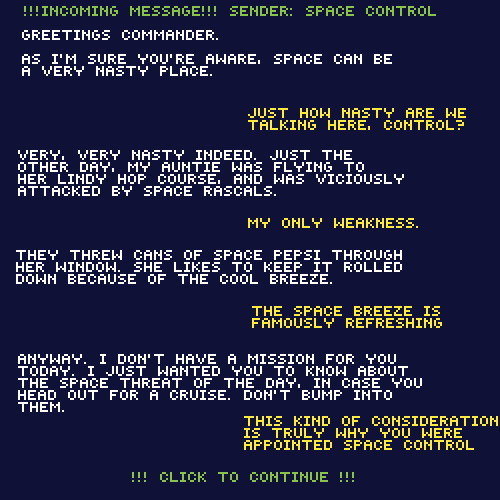 !!!INCOMING MESSAGE!!! SENDER: SPACE CONTROL
GREETINGS COMMANDER.
AS I'M SURE YOU'RE AWARE, SPACE CAN BE
A VERY NASTY PLACE.
JUST HOW NASTY ARE WE
TALKING HERE, CONTROL?
VERY, VERY NASTY INDEED. JUST THE
OTHER DAY, MY AUNTIE WAS FLYING TO
HER LINDY HOP COURSE, AND WAS VICIOUSLY
ATTACKED BY SPACE RASCALS.
MY ONLY WEAKNESS.
THEY THREW CANS OF SPACE PEPSI THROUGH
HER WINDOW. SHE LIKES TO KEEP IT ROLLED
DOWN BECAUSE OF THE COOL BREEZE.
THE SPACE BREEZE IS
FAMOUSLY REFRESHING
ANYWAY. I DON'T HAVE A MISSION FOR YOU
TODAY. I JUST WANTED YOU TO KNOW ABOUT
THE SPACE THREAT OF THE DAY, IN CASE YOU
HEAD OUT FOR A CRUISE. DON'T BUMP INTO
THEM.
THIS KIND OF CONSIDERATION
IS TRULY WHY YOU WERE
APPOINTED SPACE CONTROL
!!! CLICK TO CONTINUE !!!